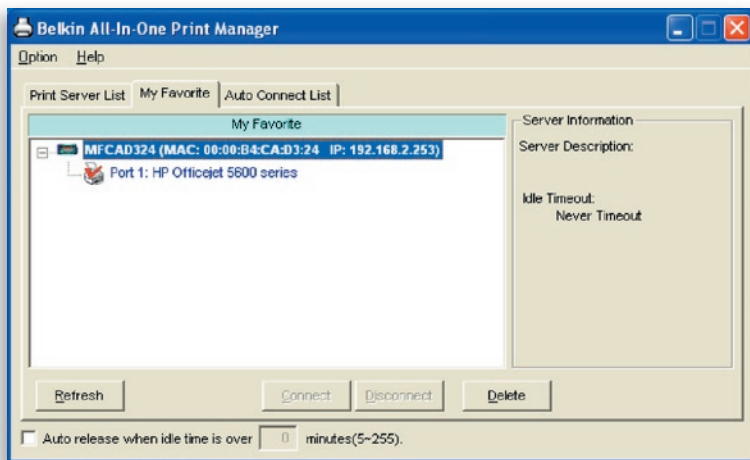 Belkin All-In-One Print Manager
Option Help
Print Server List My Favorite Auto Connect List
My Favorite
MFCAD324 (MAC: 00:00:B4:CA:D3:24 IP: 192.168.2.253)
Port 1: HP Officejet 5600 series
Server Information
Server Description:
Idle Timeout:
Never Timeout
Refresh Connect Disconnect Delete
Auto release when idle time is over 0 minutes(5~255).